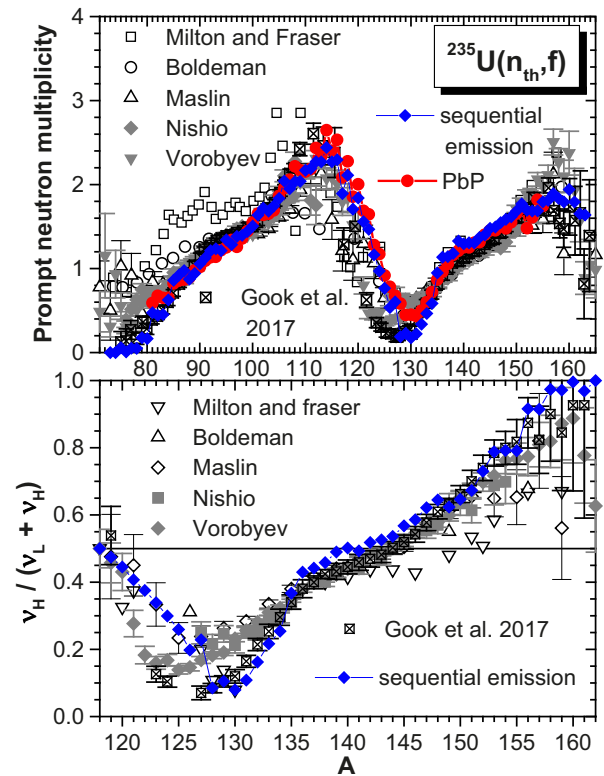 ²³⁵U(nₜₕ,f)
Prompt neutron multiplicity
4
3
2
1
0
Milton and Fraser
Boldeman
Maslin
Nishio
Vorobyev
sequential
emission
PbP
Gook et al.
2017
80 90 100 110 120 130 140 150 160
ν_H / (ν_L + ν_H)
1.0
0.8
0.6
0.4
0.2
0.0
Milton and fraser
Boldeman
Maslin
Nishio
Vorobyev
Gook et al. 2017
sequential emission
120 125 130 135 140 145 150 155 160
A